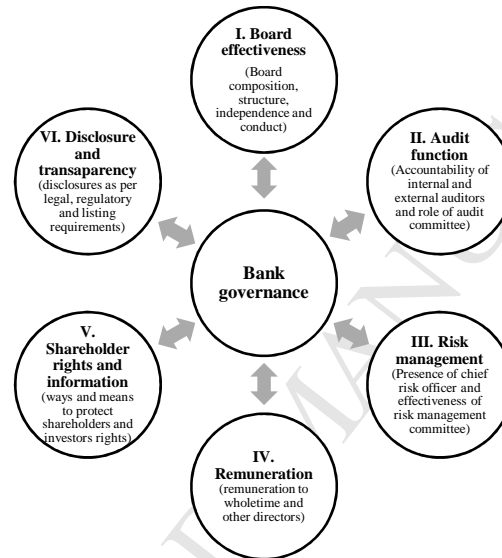 I. Board
effectiveness
(Board
composition,
structure,
independence and
conduct)
II. Audit
function
(Accountability of
internal and
external auditors
and role of audit
committee)
III. Risk
management
(Presence of chief
risk officer and
effectiveness of
risk management
committee)
IV.
Remuneration
(remuneration to
wholetime and
other directors)
V.
Shareholder
rights and
information
(ways and means
to protect
shareholders and
investors rights)
VI. Disclosure
and
transaparency
(disclosures as per
legal, regulatory
and listing
requirements)
Bank
governance